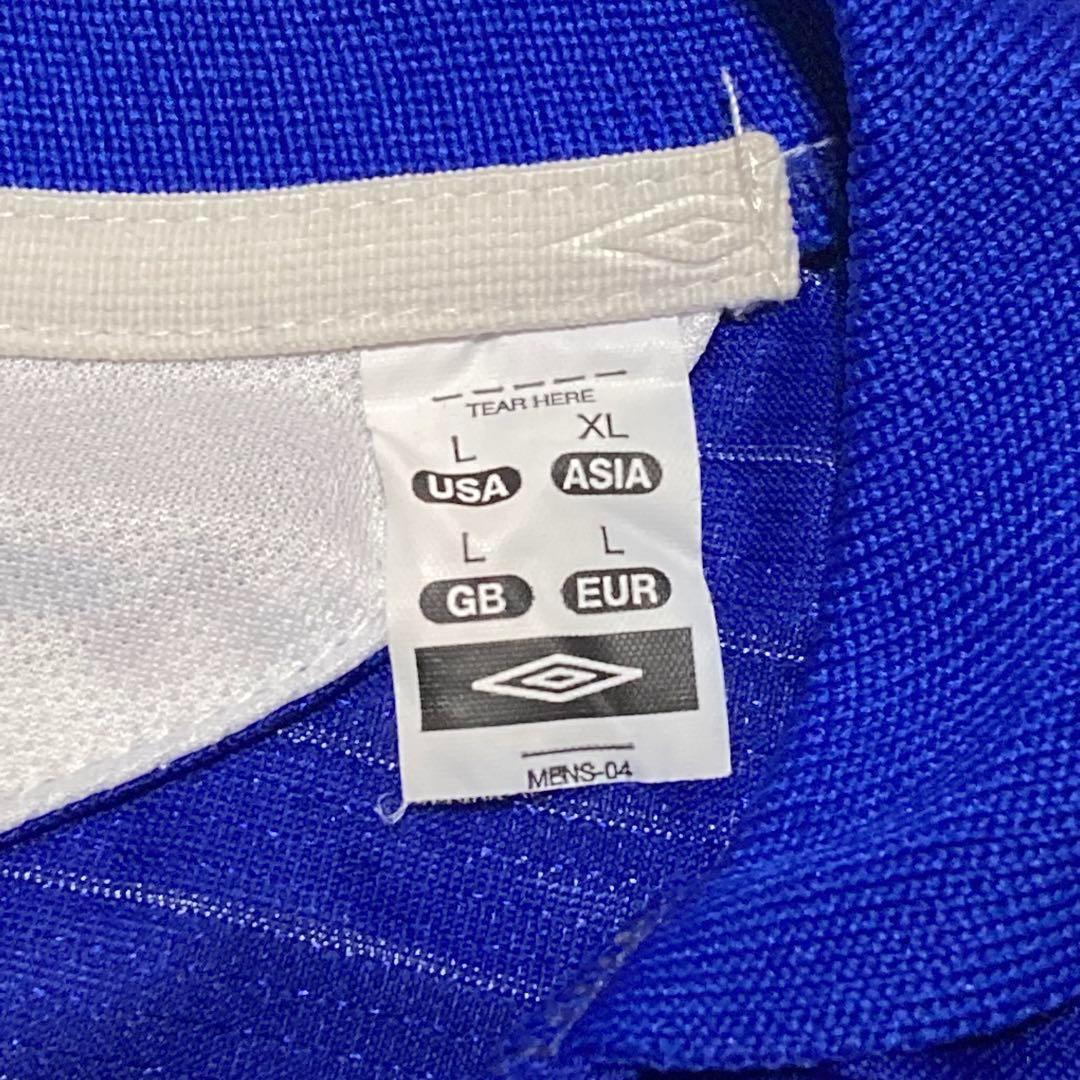 TEAR HERE
L XL
USA ASIA
L L
GB EUR
MENS-04